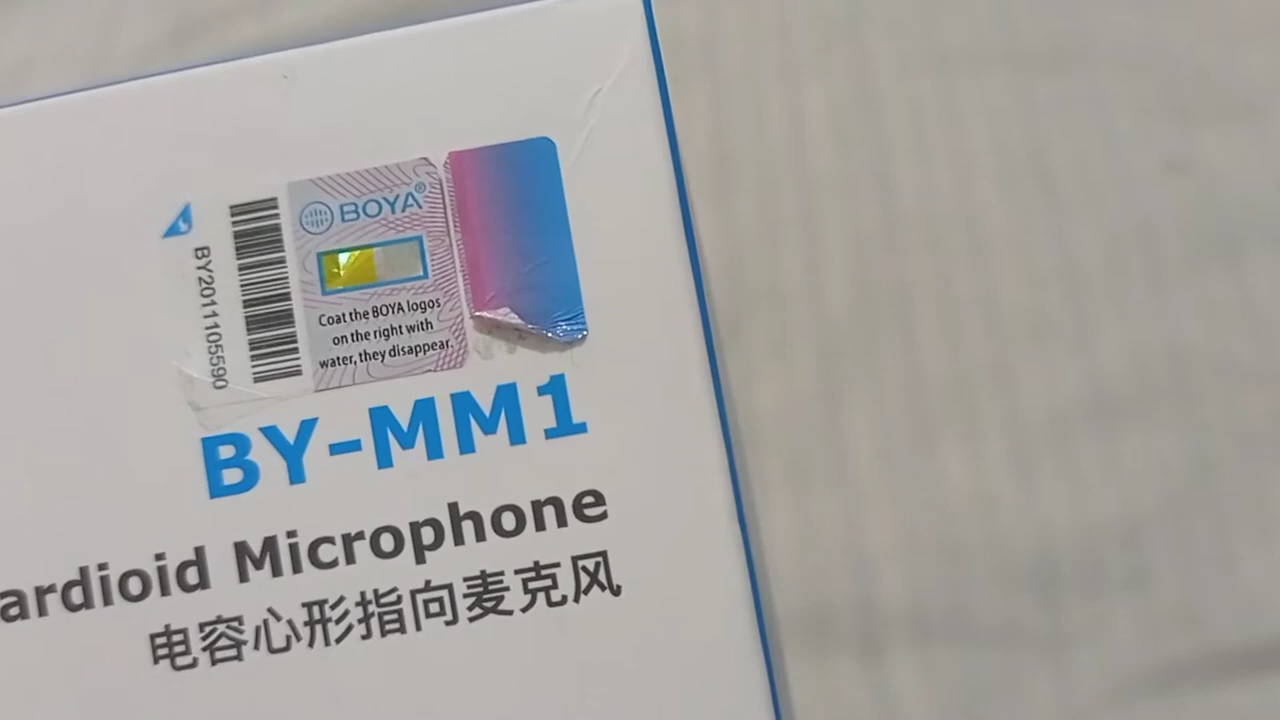 BOYA®
Coat the BOYA logos
on the right with
water, they disappear.
BY2011105590
BY-MM1
ardioid Microphone
电容心形指向麦克风